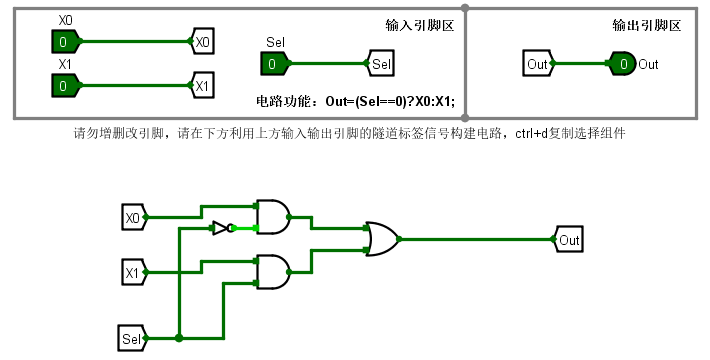 X0
0
X0
X1
0
X1
Sel
0
Sel
输入引脚区
电路功能：Out=(Sel==0)?X0:X1;
输出引脚区
Out
0
Out
请勿增删改引脚，请在下方利用上方输入输出引脚的隧道标签信号构建电路，ctrl+d复制选择组件
X0
X1
Sel
Out